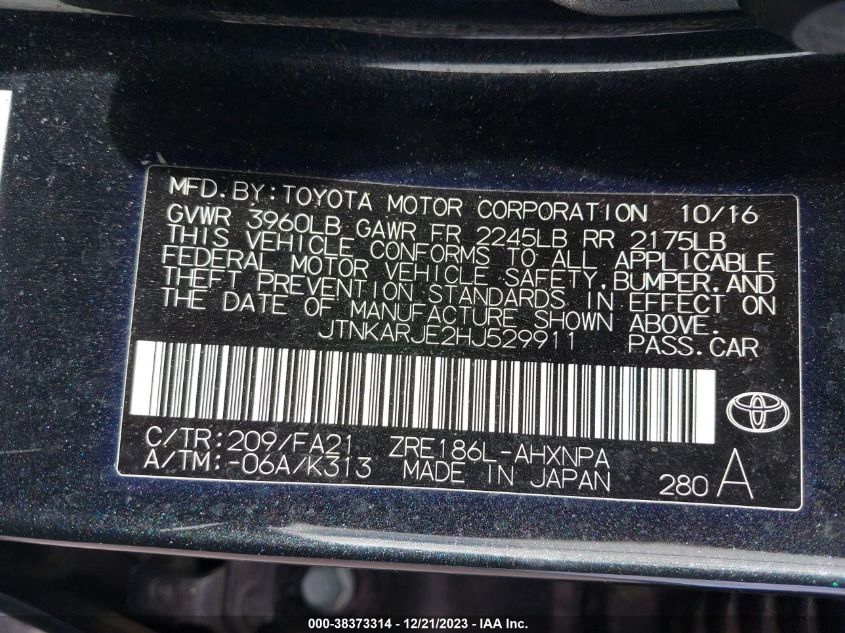 MFD.BY:TOYOTA MOTOR CORPORATION 10/16
GVWR 3960LB GAWR FR 2245LB RR 2175LB
THIS VEHICLE CONFORMS TO ALL APPLICABLE
FEDERAL MOTOR VEHICLE SAFETY,BUMPER,AND
THEFT PREVENTION STANDARDS IN EFFECT ON
THE DATE OF MANUFACTURE SHOWN ABOVE.
JTNKARJE2HJ529911 PASS.CAR
C/TR:209/FA21 ZRE186L-AHXNPA
A/TM:-06A/K313 MADE IN JAPAN 280 A
000-38373314 - 12/21/2023 - IAA Inc.